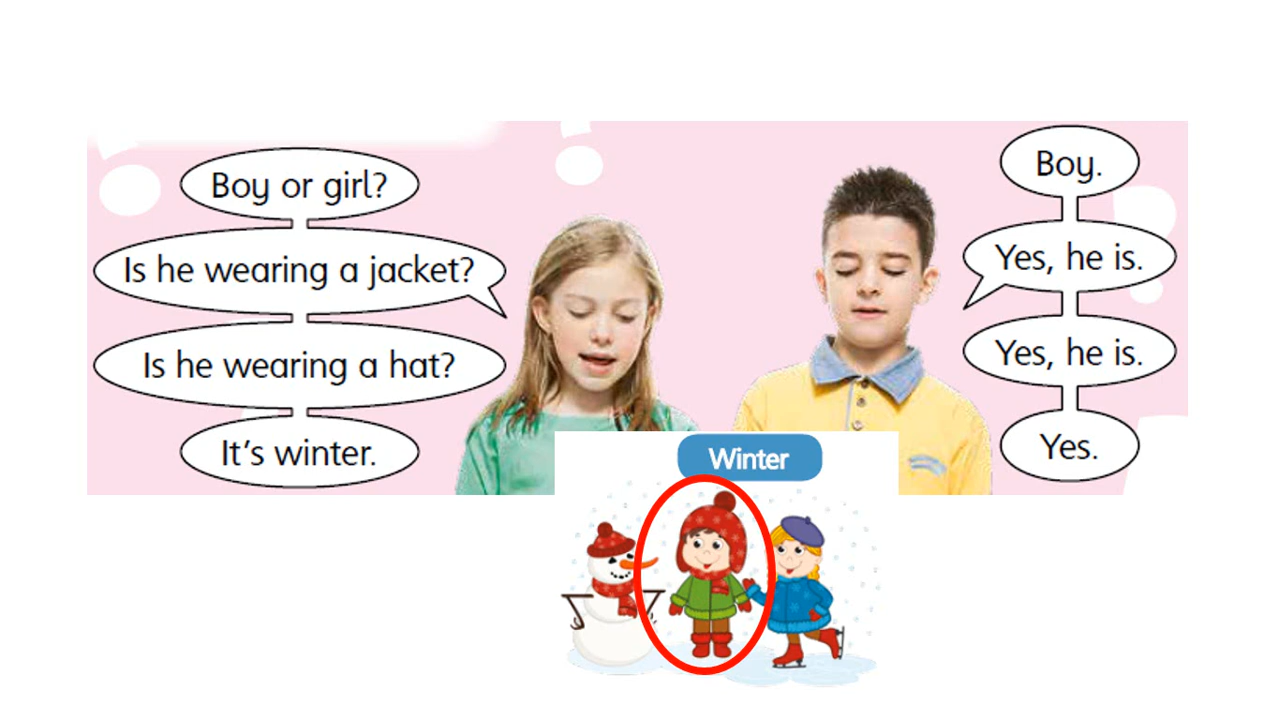 Boy or girl?
Is he wearing a jacket?
Is he wearing a hat?
It's winter.
Boy.
Yes, he is.
Yes, he is.
Yes.
Winter